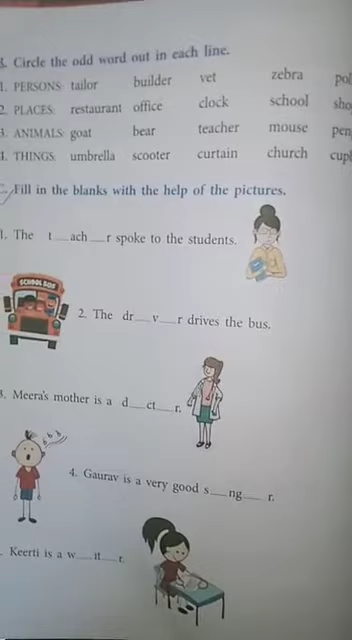 B. Circle the odd word out in each line.
1. PERSONS: tailor builder vet zebra
2. PLACES: restaurant office clock school
3. ANIMALS: goat bear teacher mouse
4. THINGS: umbrella scooter curtain church
C. Fill in the blanks with the help of the pictures.
1. The t__ach__r spoke to the students.
SCHOOL BUS
2. The dr__v__r drives the bus.
3. Meera's mother is a d__ct__r.
4. Gaurav is a very good s__ng__r.
. Keerti is a w__it__r.